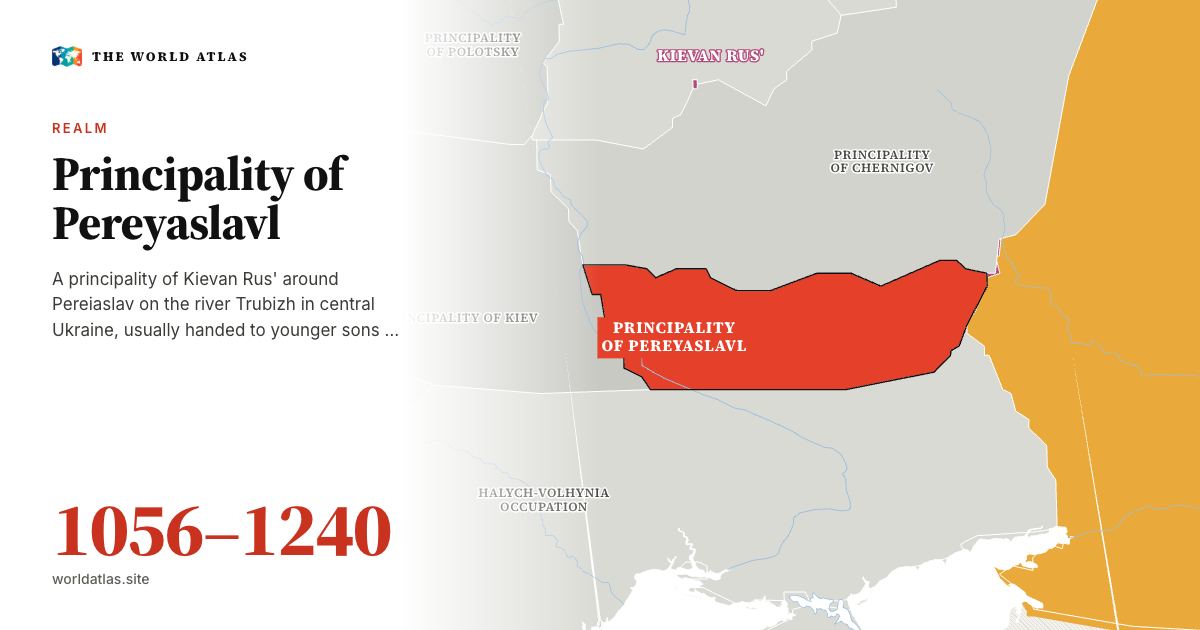 THE WORLD ATLAS
REALM
Principality of
Pereyaslavl
A principality of Kievan Rus' around
Pereiaslav on the river Trubizh in central
Ukraine, usually handed to younger sons ...
1056–1240
worldatlas.site
PRINCIPALITY
OF POLOTSKY
KIEVAN RUS'
PRINCIPALITY
OF CHERNIGOV
NCIPALITY OF KIEV
PRINCIPALITY
OF PEREYASLAVL
HALYCH-VOLHYNIA
OCCUPATION